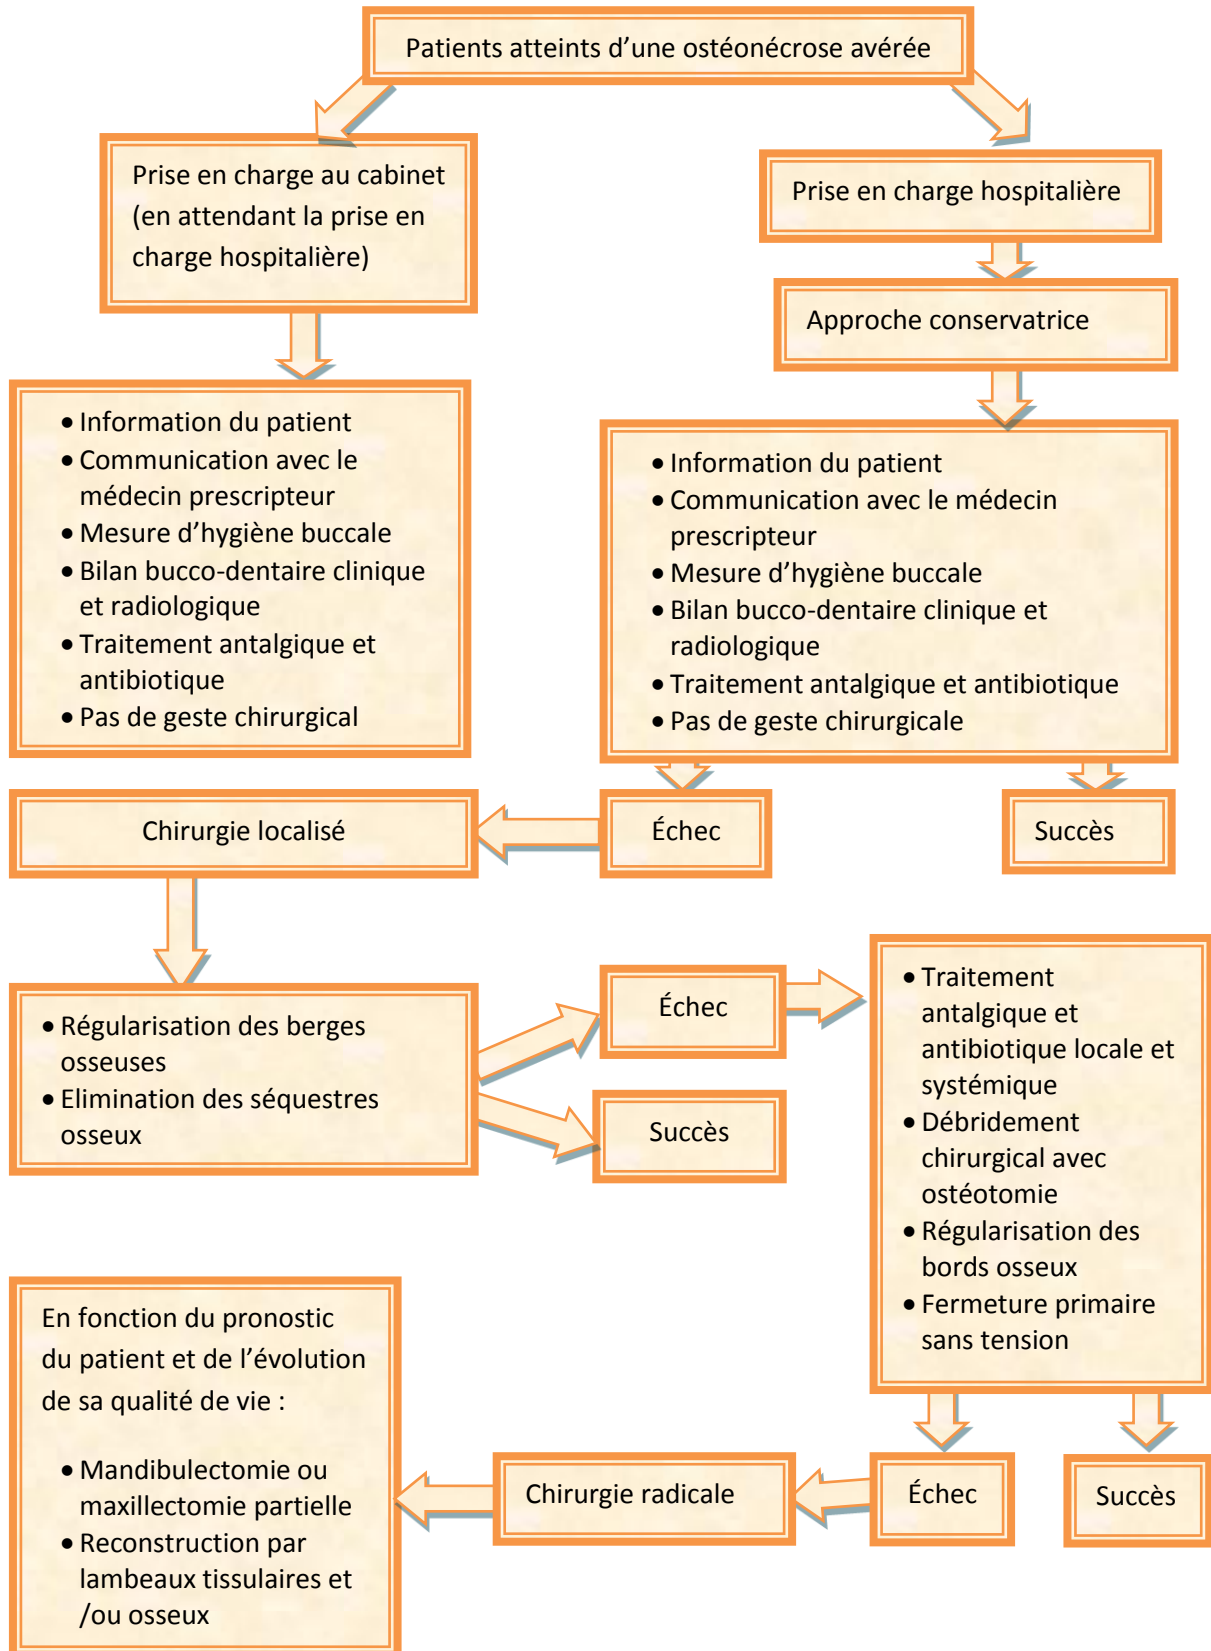 Patients atteints d’une ostéonécrose avérée
Prise en charge au cabinet
(en attendant la prise en
charge hospitalière)
Prise en charge hospitalière
Approche conservatrice
• Information du patient
• Communication avec le
médecin prescripteur
• Mesure d’hygiène buccale
• Bilan bucco-dentaire clinique
et radiologique
• Traitement antalgique et
antibiotique
• Pas de geste chirurgical
• Information du patient
• Communication avec le médecin
prescripteur
• Mesure d’hygiène buccale
• Bilan bucco-dentaire clinique et
radiologique
• Traitement antalgique et antibiotique
• Pas de geste chirurgicale
Chirurgie localisé
Échec
Succès
• Régularisation des berges
osseuses
• Elimination des séquestres
osseux
Échec
Succès
• Traitement
antalgique et
antibiotique locale et
systémique
• Débridement
chirurgical avec
ostéotomie
• Régularisation des
bords osseux
• Fermeture primaire
sans tension
En fonction du pronostic
du patient et de l’évolution
de sa qualité de vie :
• Mandibulectomie ou
maxillectomie partielle
• Reconstruction par
lambeaux tissulaires et
/ou osseux
Chirurgie radicale
Échec
Succès